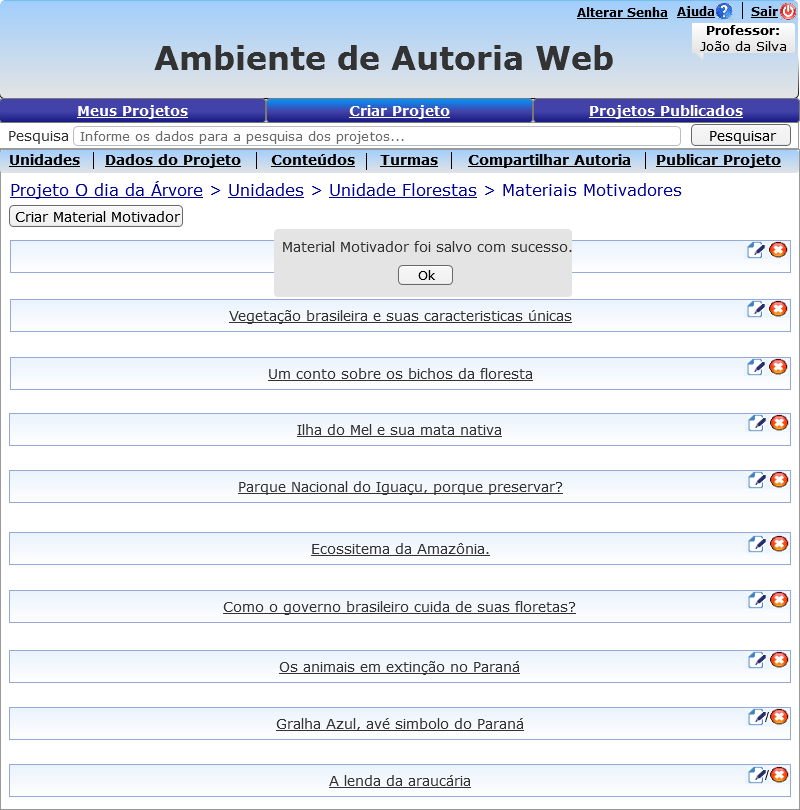 Alterar Senha Ajuda? Sair
Professor:
João da Silva
Ambiente de Autoria Web
Meus Projetos Criar Projeto Projetos Publicados
Pesquisa Informe os dados para a pesquisa dos projetos... Pesquisar
Unidades | Dados do Projeto | Conteúdos | Turmas | Compartilhar Autoria | Publicar Projeto
Projeto O dia da Árvore > Unidades > Unidade Florestas > Materiais Motivadores
Criar Material Motivador
Material Motivador foi salvo com sucesso.
Ok
Vegetação brasileira e suas caracteristicas únicas
Um conto sobre os bichos da floresta
Ilha do Mel e sua mata nativa
Parque Nacional do Iguaçu, porque preservar?
Ecossitema da Amazônia.
Como o governo brasileiro cuida de suas floretas?
Os animais em extinção no Paraná
Gralha Azul, avé simbolo do Paraná
/
A lenda da araucária
/